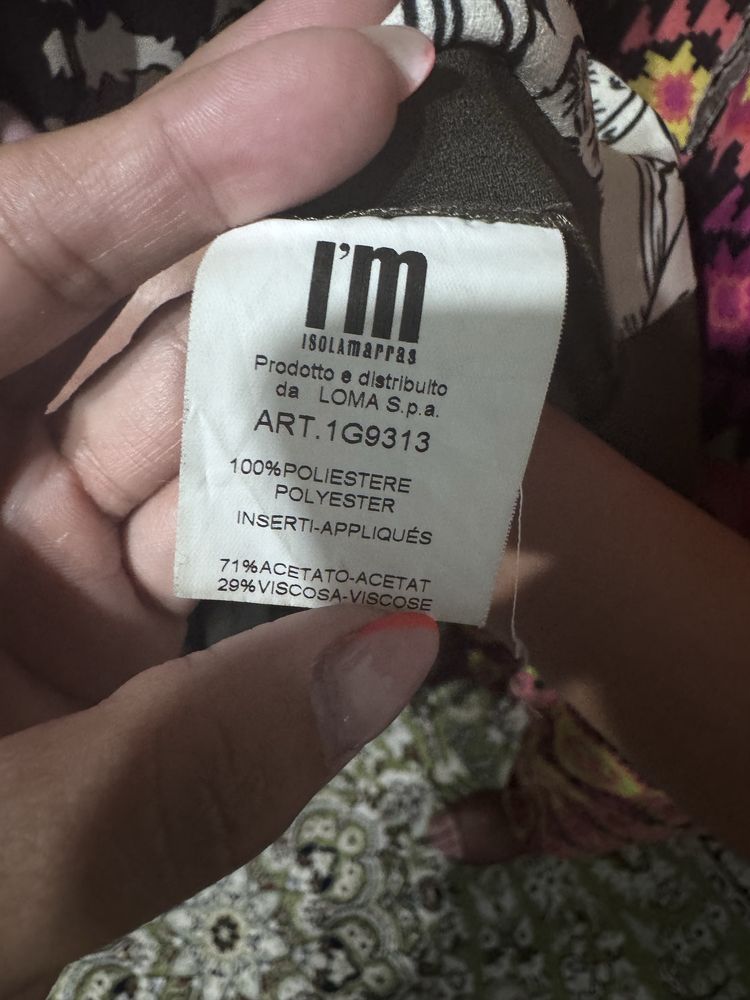 I'm
ISOLAmarras
Prodotto e distribuito
da LOMA S.p.a.
ART.1G9313
100%POLIESTERE
POLYESTER
INSERTI-APPLIQUÉS
71%ACETATO-ACETAT
29%VISCOSA-VISCOSE